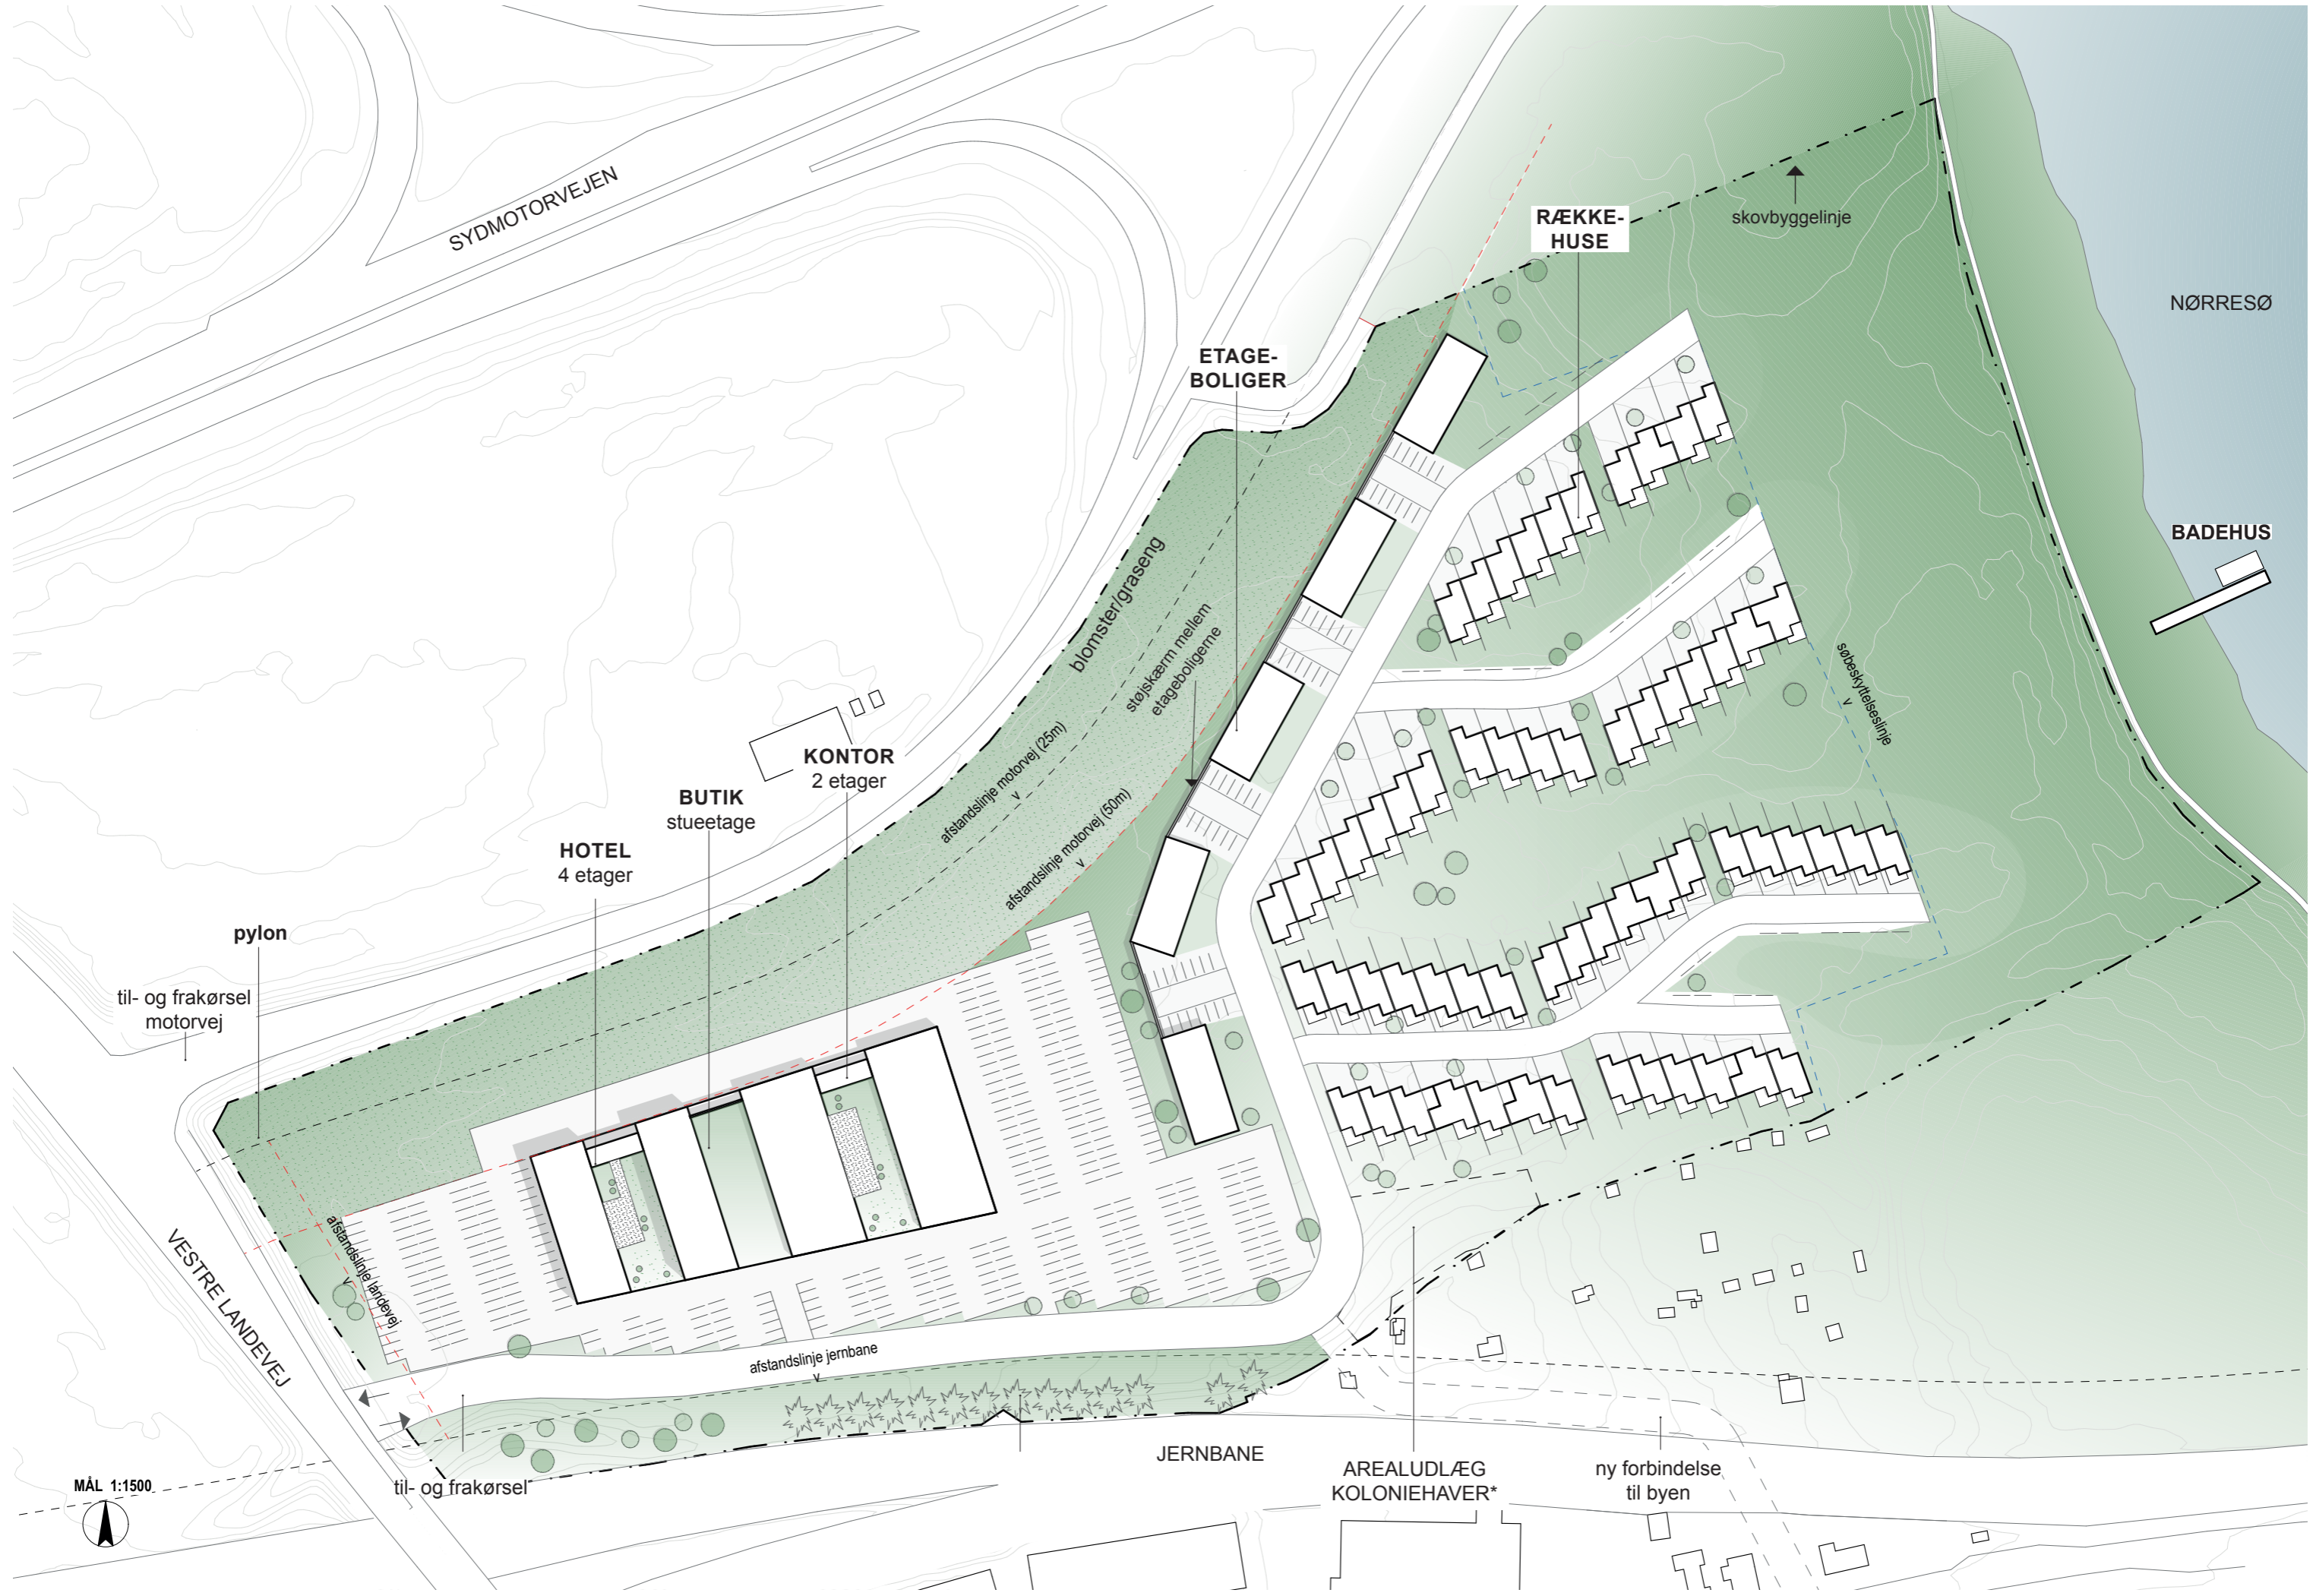 SYDMOTORVEJEN
RÆKKE-
HUSE
skovbyggelinje
NØRRESØ
ETAGE-
BOLIGER
BADEHUS
blomster/graseng
støjskærm mellem
etageboligerne
søbeskyttelseslinje
v
afstandslinje motorvej (25m)
v
afstandslinje motorvej (50m)
v
KONTOR
2 etager
BUTIK
stueetage
HOTEL
4 etager
pylon
til- og frakørsel
motorvej
VESTRE LANDEVEJ
afstandslinje landevej
v
afstandslinje jernbane
v
JERNBANE
AREALUDLÆG
KOLONIEHAVER*
ny forbindelse
til byen
til- og frakørsel
MÅL 1:1500